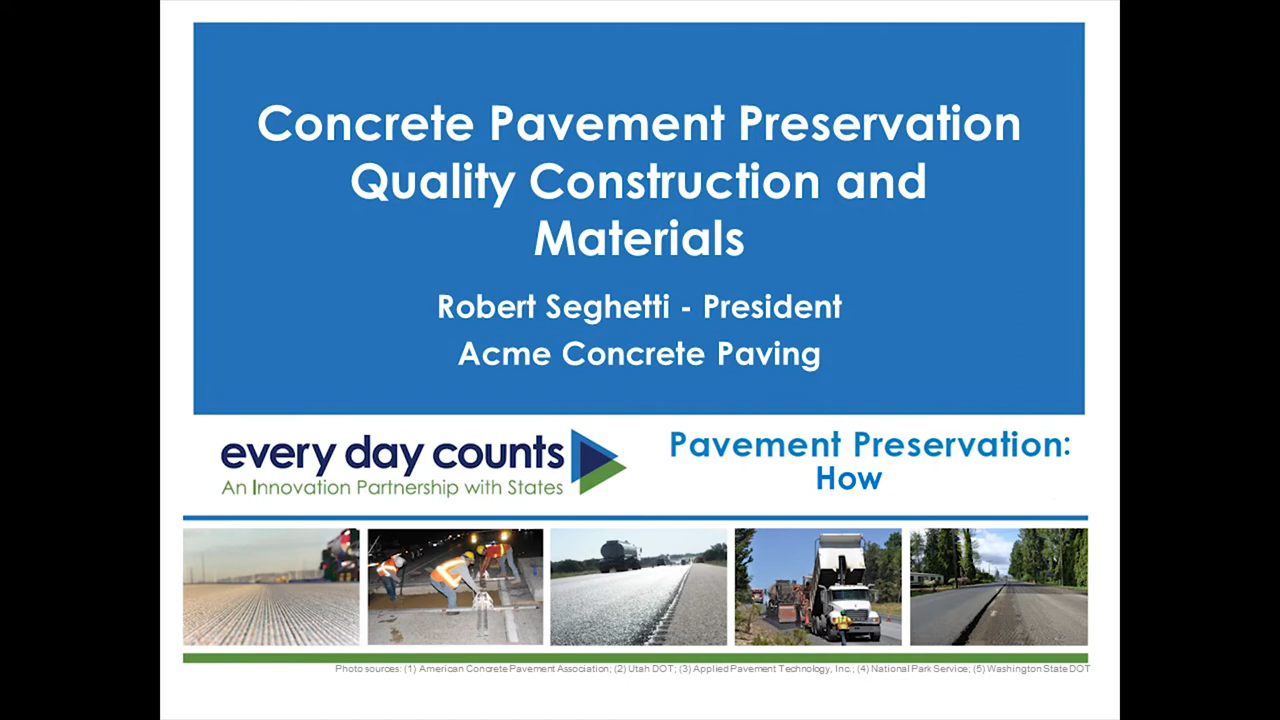 Concrete Pavement Preservation
Quality Construction and
Materials
Robert Seghetti - President
Acme Concrete Paving
every day counts
An Innovation Partnership with States
Pavement Preservation:
How
Photo sources: (1) American Concrete Pavement Association; (2) Utah DOT; (3) Applied Pavement Technology, Inc.; (4) National Park Service; (5) Washington State DOT